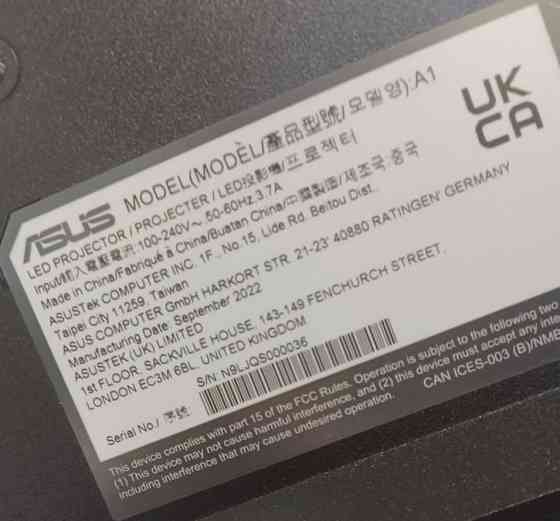 ASUS MODEL(MODÈL/產品型號/모델명):A1
UK
CA
LED PROJECTOR / PROJECTER / LED投影機/프로젝터
Input/輸入電壓電流:100-240V~ 50-60Hz 3.7A
Made in China/Fabriqué à China/Buatan China/中國製造/제조국:중국
ASUSTek COMPUTER INC. 1F., No.15, Lide Rd. Beitou Dist.,
Taipei City 11259, Taiwan
ASUS COMPUTER GmbH HARKORT STR. 21-23' 40880 RATINGEN' GERMANY
Manufacturing Date: September 2022
ASUSTEK (UK) LIMITED
1st FLOOR, SACKVILLE HOUSE, 143-149 FENCHURCH STREET,
LONDON EC3M 6BL, UNITED KINGDOM
S/N: N9LJQS000036
Serial No./ 序號:
This device complies with part 15 of the FCC Rules. Operation is subject to the following two
(1) This device may not cause harmful interference, and (2) this device must accept any
including interference that may cause undesired operation. CAN ICES-003 (B)/NMB